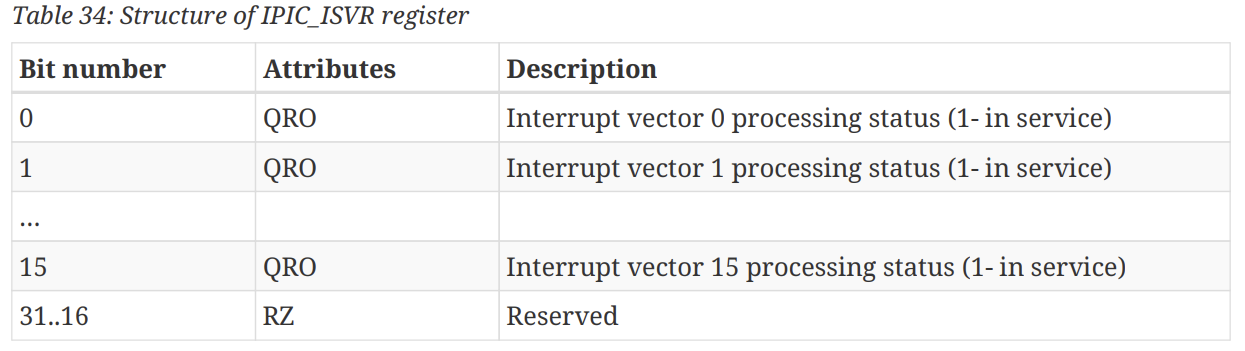 Table 34: Structure of IPIC_ISVR register
Bit number Attributes Description
0 QRO Interrupt vector 0 processing status (1- in service)
1 QRO Interrupt vector 1 processing status (1- in service)
...
15 QRO Interrupt vector 15 processing status (1- in service)
31..16 RZ Reserved